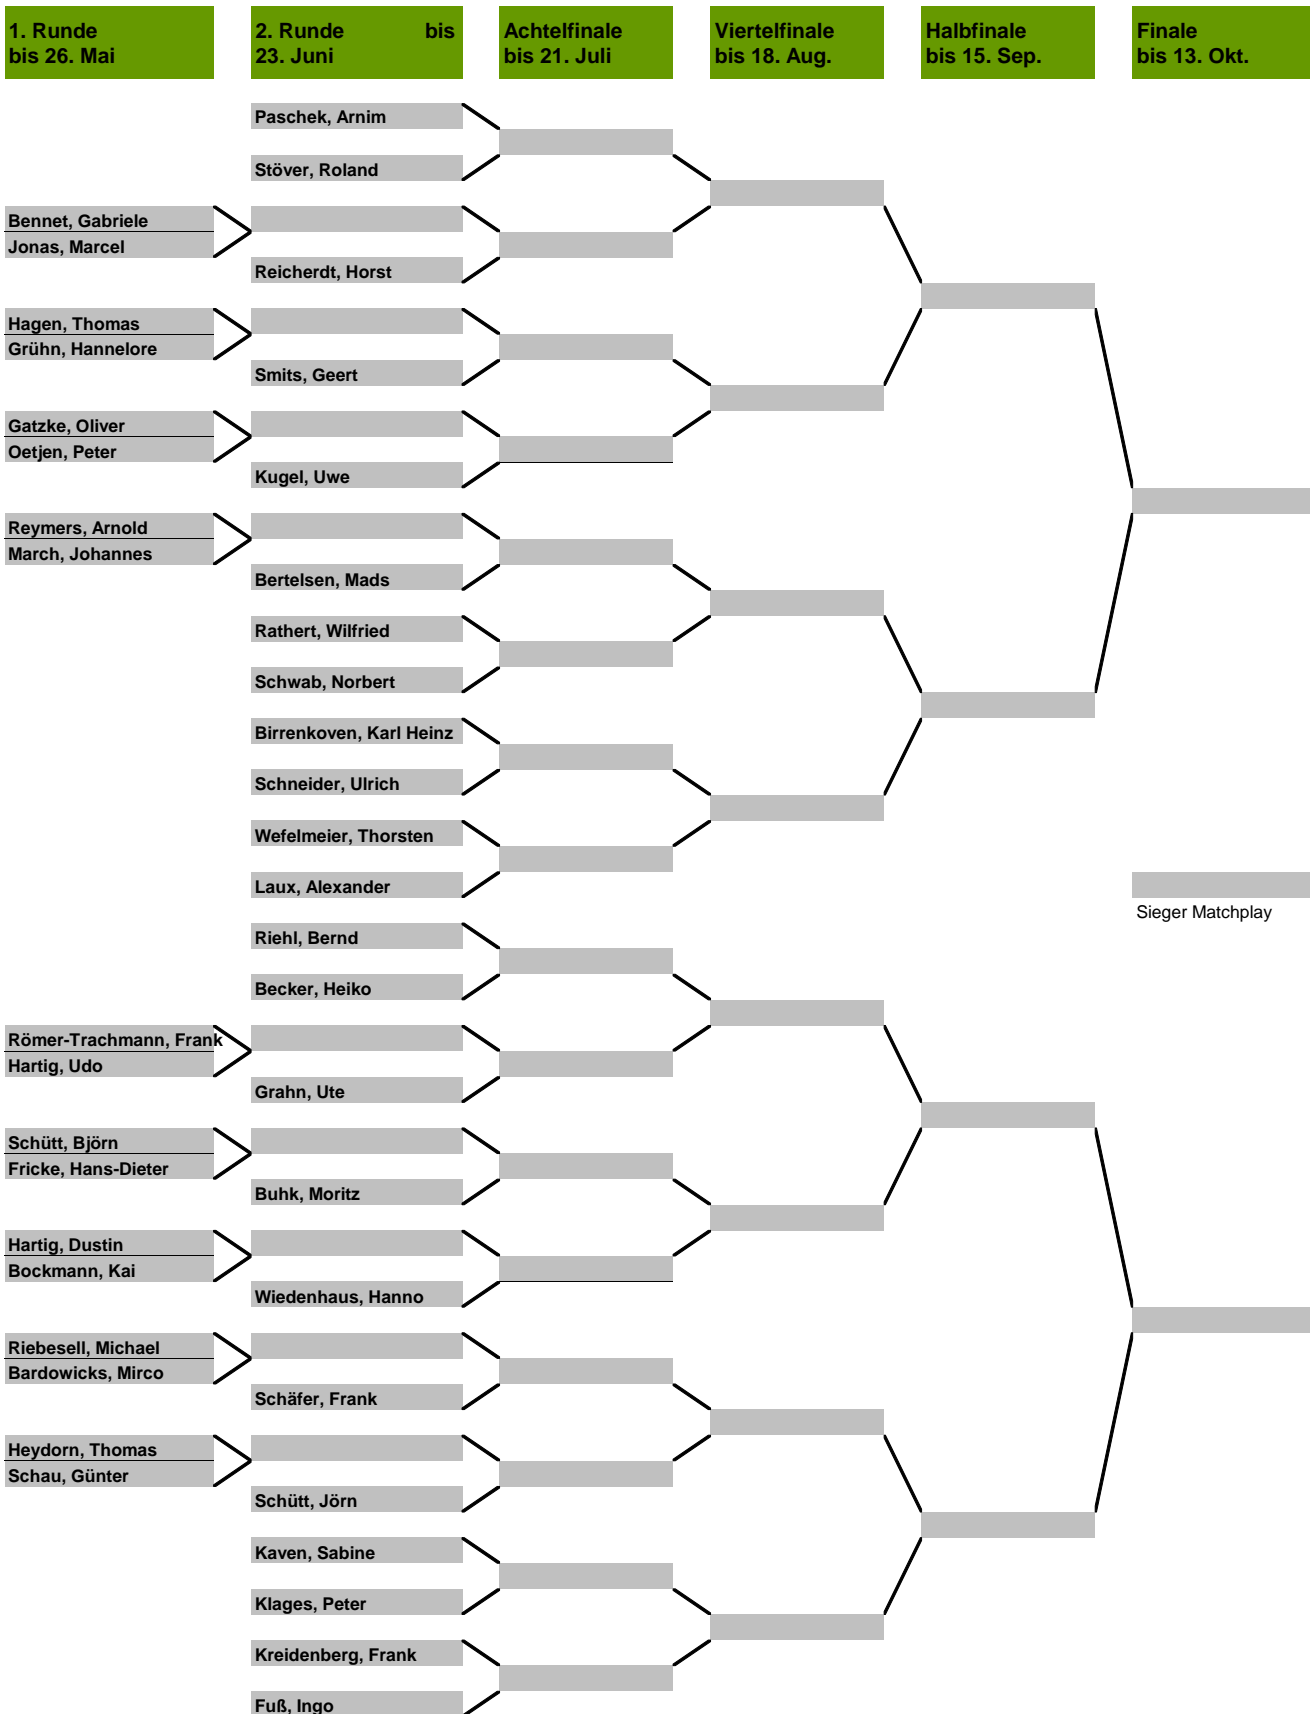 1. Runde
bis 26. Mai
2. Runde bis
23. Juni
Achtelfinale
bis 21. Juli
Viertelfinale
bis 18. Aug.
Halbfinale
bis 15. Sep.
Finale
bis 13. Okt.
Paschek, Arnim
Stöver, Roland
Bennet, Gabriele
Jonas, Marcel
Reicherdt, Horst
Hagen, Thomas
Grühn, Hannelore
Smits, Geert
Gatzke, Oliver
Oetjen, Peter
Kugel, Uwe
Reymers, Arnold
March, Johannes
Bertelsen, Mads
Rathert, Wilfried
Schwab, Norbert
Birrenkoven, Karl Heinz
Schneider, Ulrich
Wefelmeier, Thorsten
Laux, Alexander
Sieger Matchplay
Riehl, Bernd
Becker, Heiko
Römer-Trachmann, Frank
Hartig, Udo
Grahn, Ute
Schütt, Björn
Fricke, Hans-Dieter
Buhk, Moritz
Hartig, Dustin
Bockmann, Kai
Wiedenhaus, Hanno
Riebesell, Michael
Bardowicks, Mirco
Schäfer, Frank
Heydorn, Thomas
Schau, Günter
Schütt, Jörn
Kaven, Sabine
Klages, Peter
Kreidenberg, Frank
Fuß, Ingo